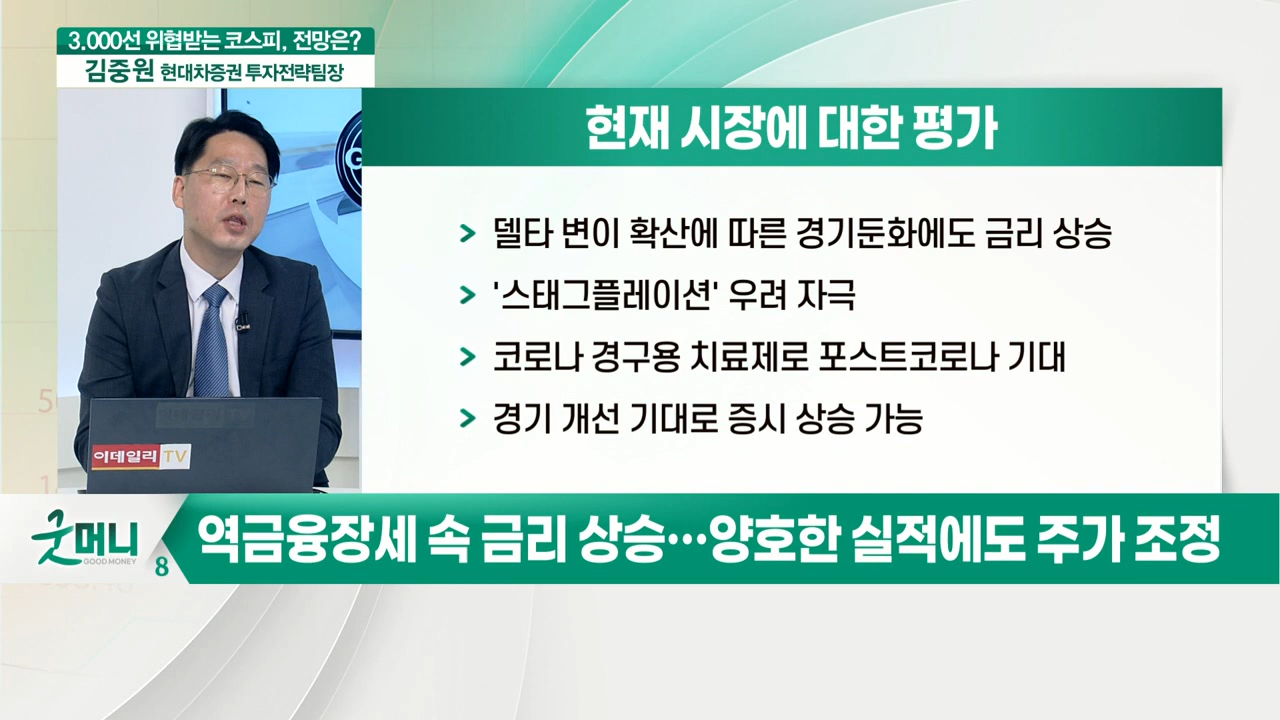 3.000선 위협받는 코스피, 전망은?
김중원 현대차증권 투자전략팀장
현재 시장에 대한 평가
> 델타 변이 확산에 따른 경기둔화에도 금리 상승
> '스태그플레이션' 우려 자극
> 코로나 경구용 치료제로 포스트코로나 기대
> 경기 개선 기대로 증시 상승 가능
이데일리 TV
굿머니
GOOD MONEY
8
역금융장세 속 금리 상승…양호한 실적에도 주가 조정